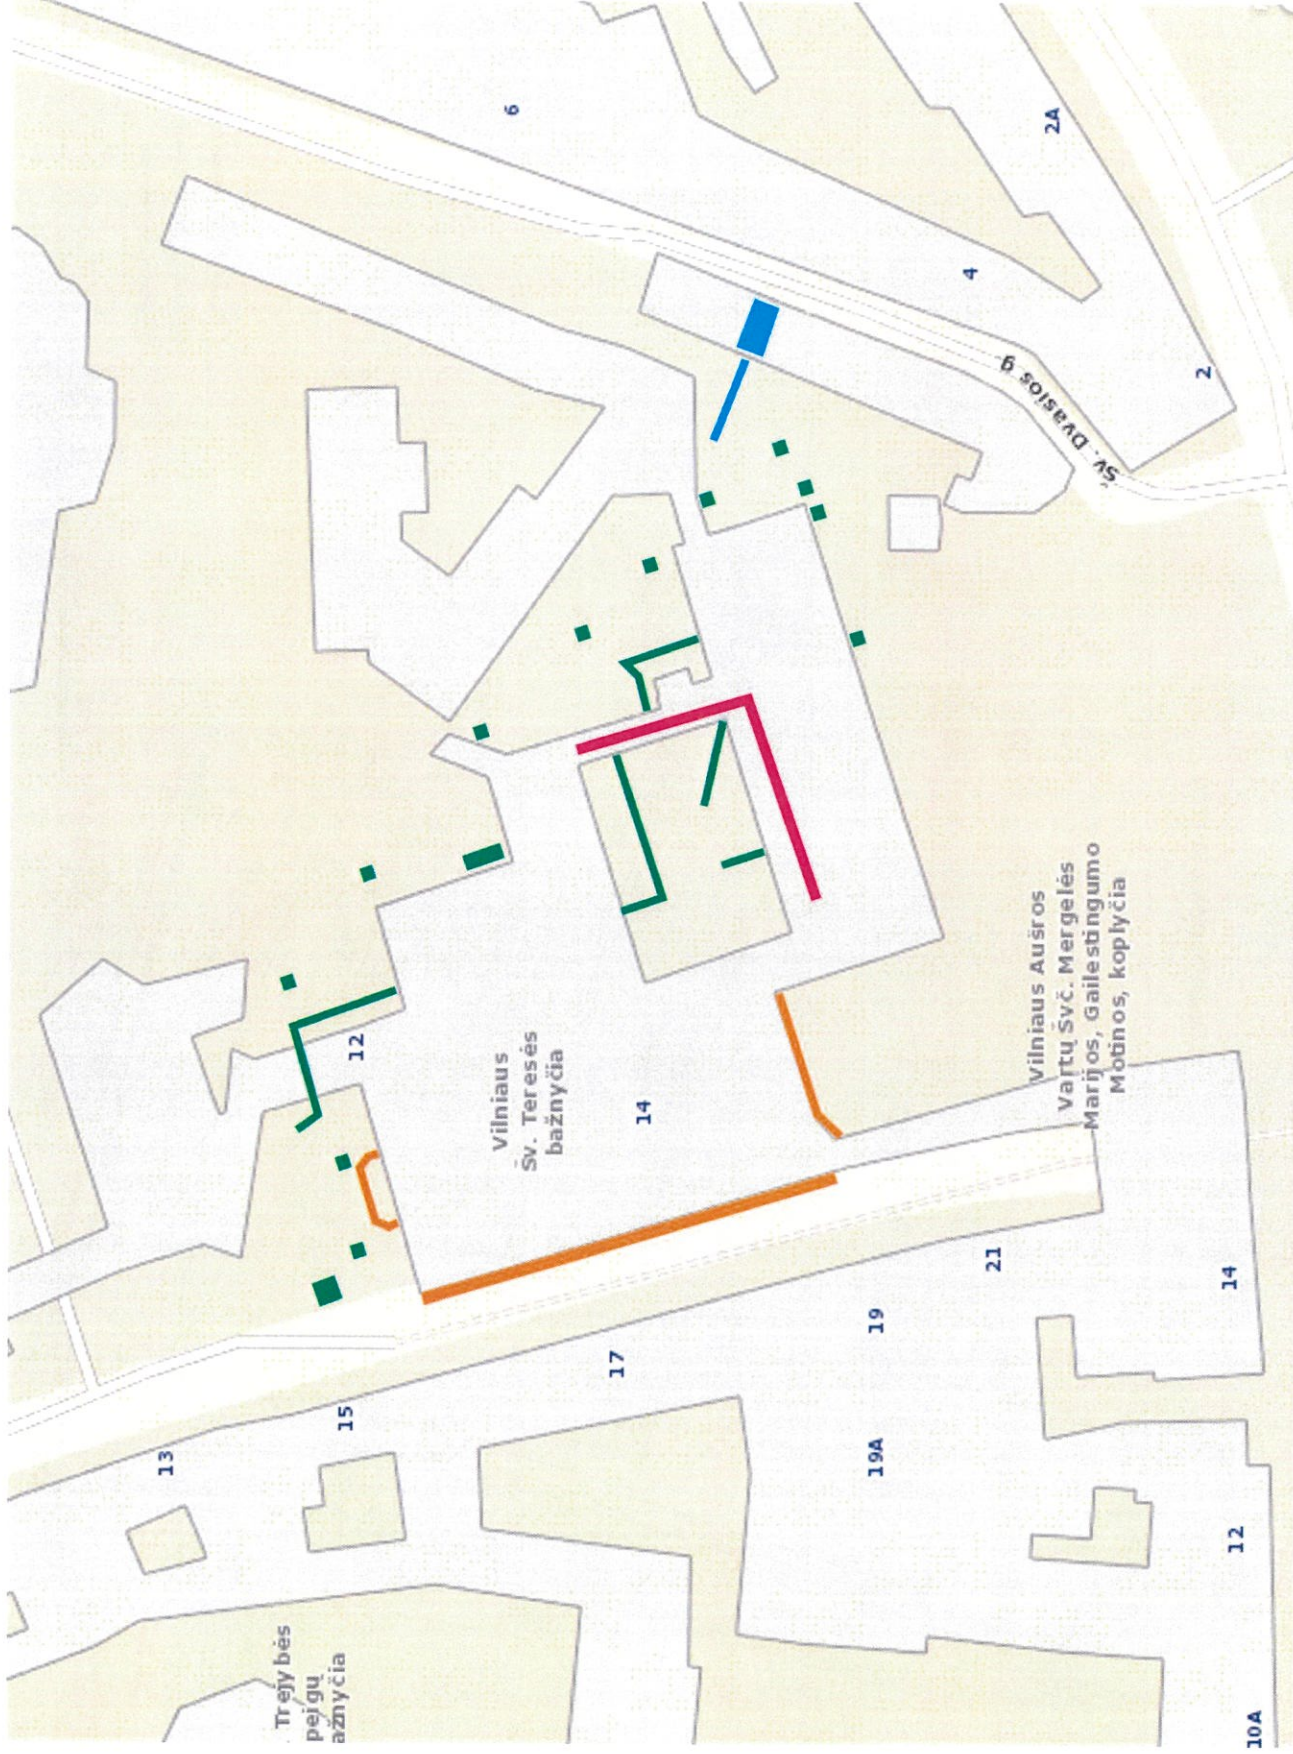 6
2A
4
2
Šv. Dvasios g
12
Vilniaus
Šv. Teresės
bažnyčia
14
Vilniaus Aušros
Vartų Švč. Mergelės
Marijos, Gailestingumo
Motinos, koplyčia
13
15
17
19
21
14
19A
12
10A
Trejybės
peigų
ažnyčia